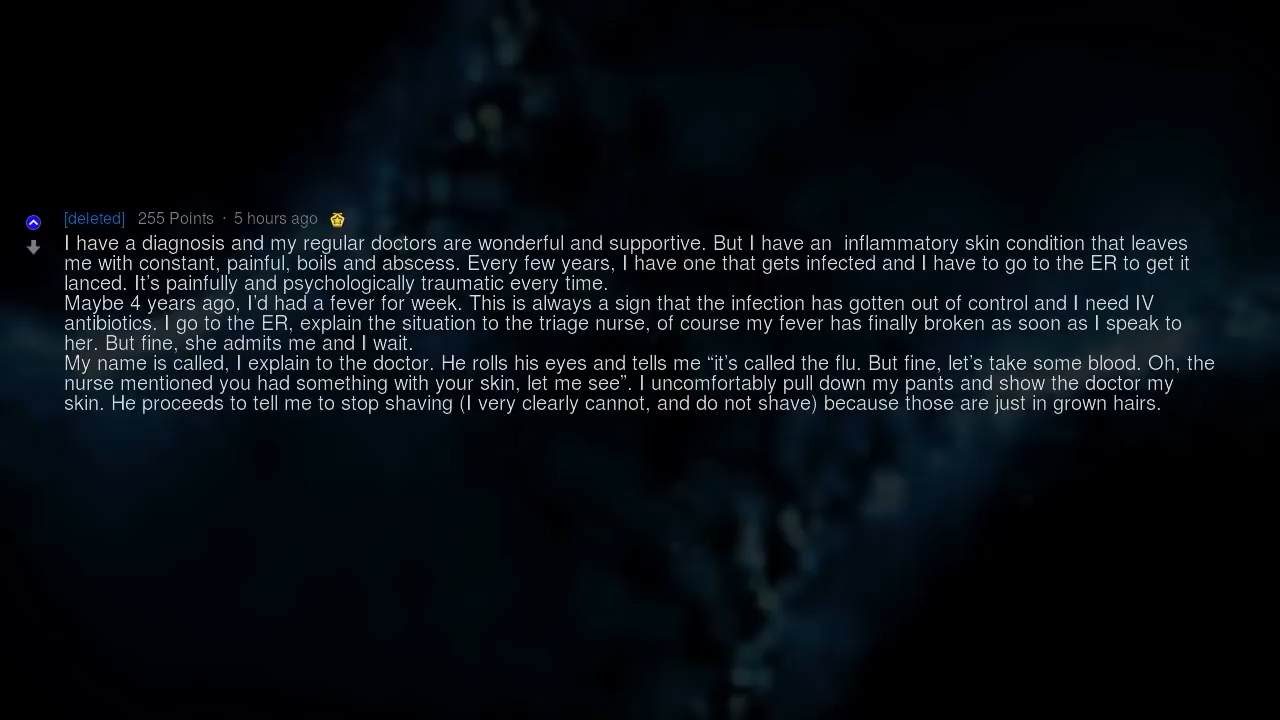 [deleted] 255 Points · 5 hours ago
I have a diagnosis and my regular doctors are wonderful and supportive. But I have an  inflammatory skin condition that leaves
me with constant, painful, boils and abscess. Every few years, I have one that gets infected and I have to go to the ER to get it
lanced. It's painfully and psychologically traumatic every time.
Maybe 4 years ago, I'd had a fever for week. This is always a sign that the infection has gotten out of control and I need IV
antibiotics. I go to the ER, explain the situation to the triage nurse, of course my fever has finally broken as soon as I speak to
her. But fine, she admits me and I wait.
My name is called, I explain to the doctor. He rolls his eyes and tells me “it's called the flu. But fine, let's take some blood. Oh, the
nurse mentioned you had something with your skin, let me see”. I uncomfortably pull down my pants and show the doctor my
skin. He proceeds to tell me to stop shaving (I very clearly cannot, and do not shave) because those are just in grown hairs.